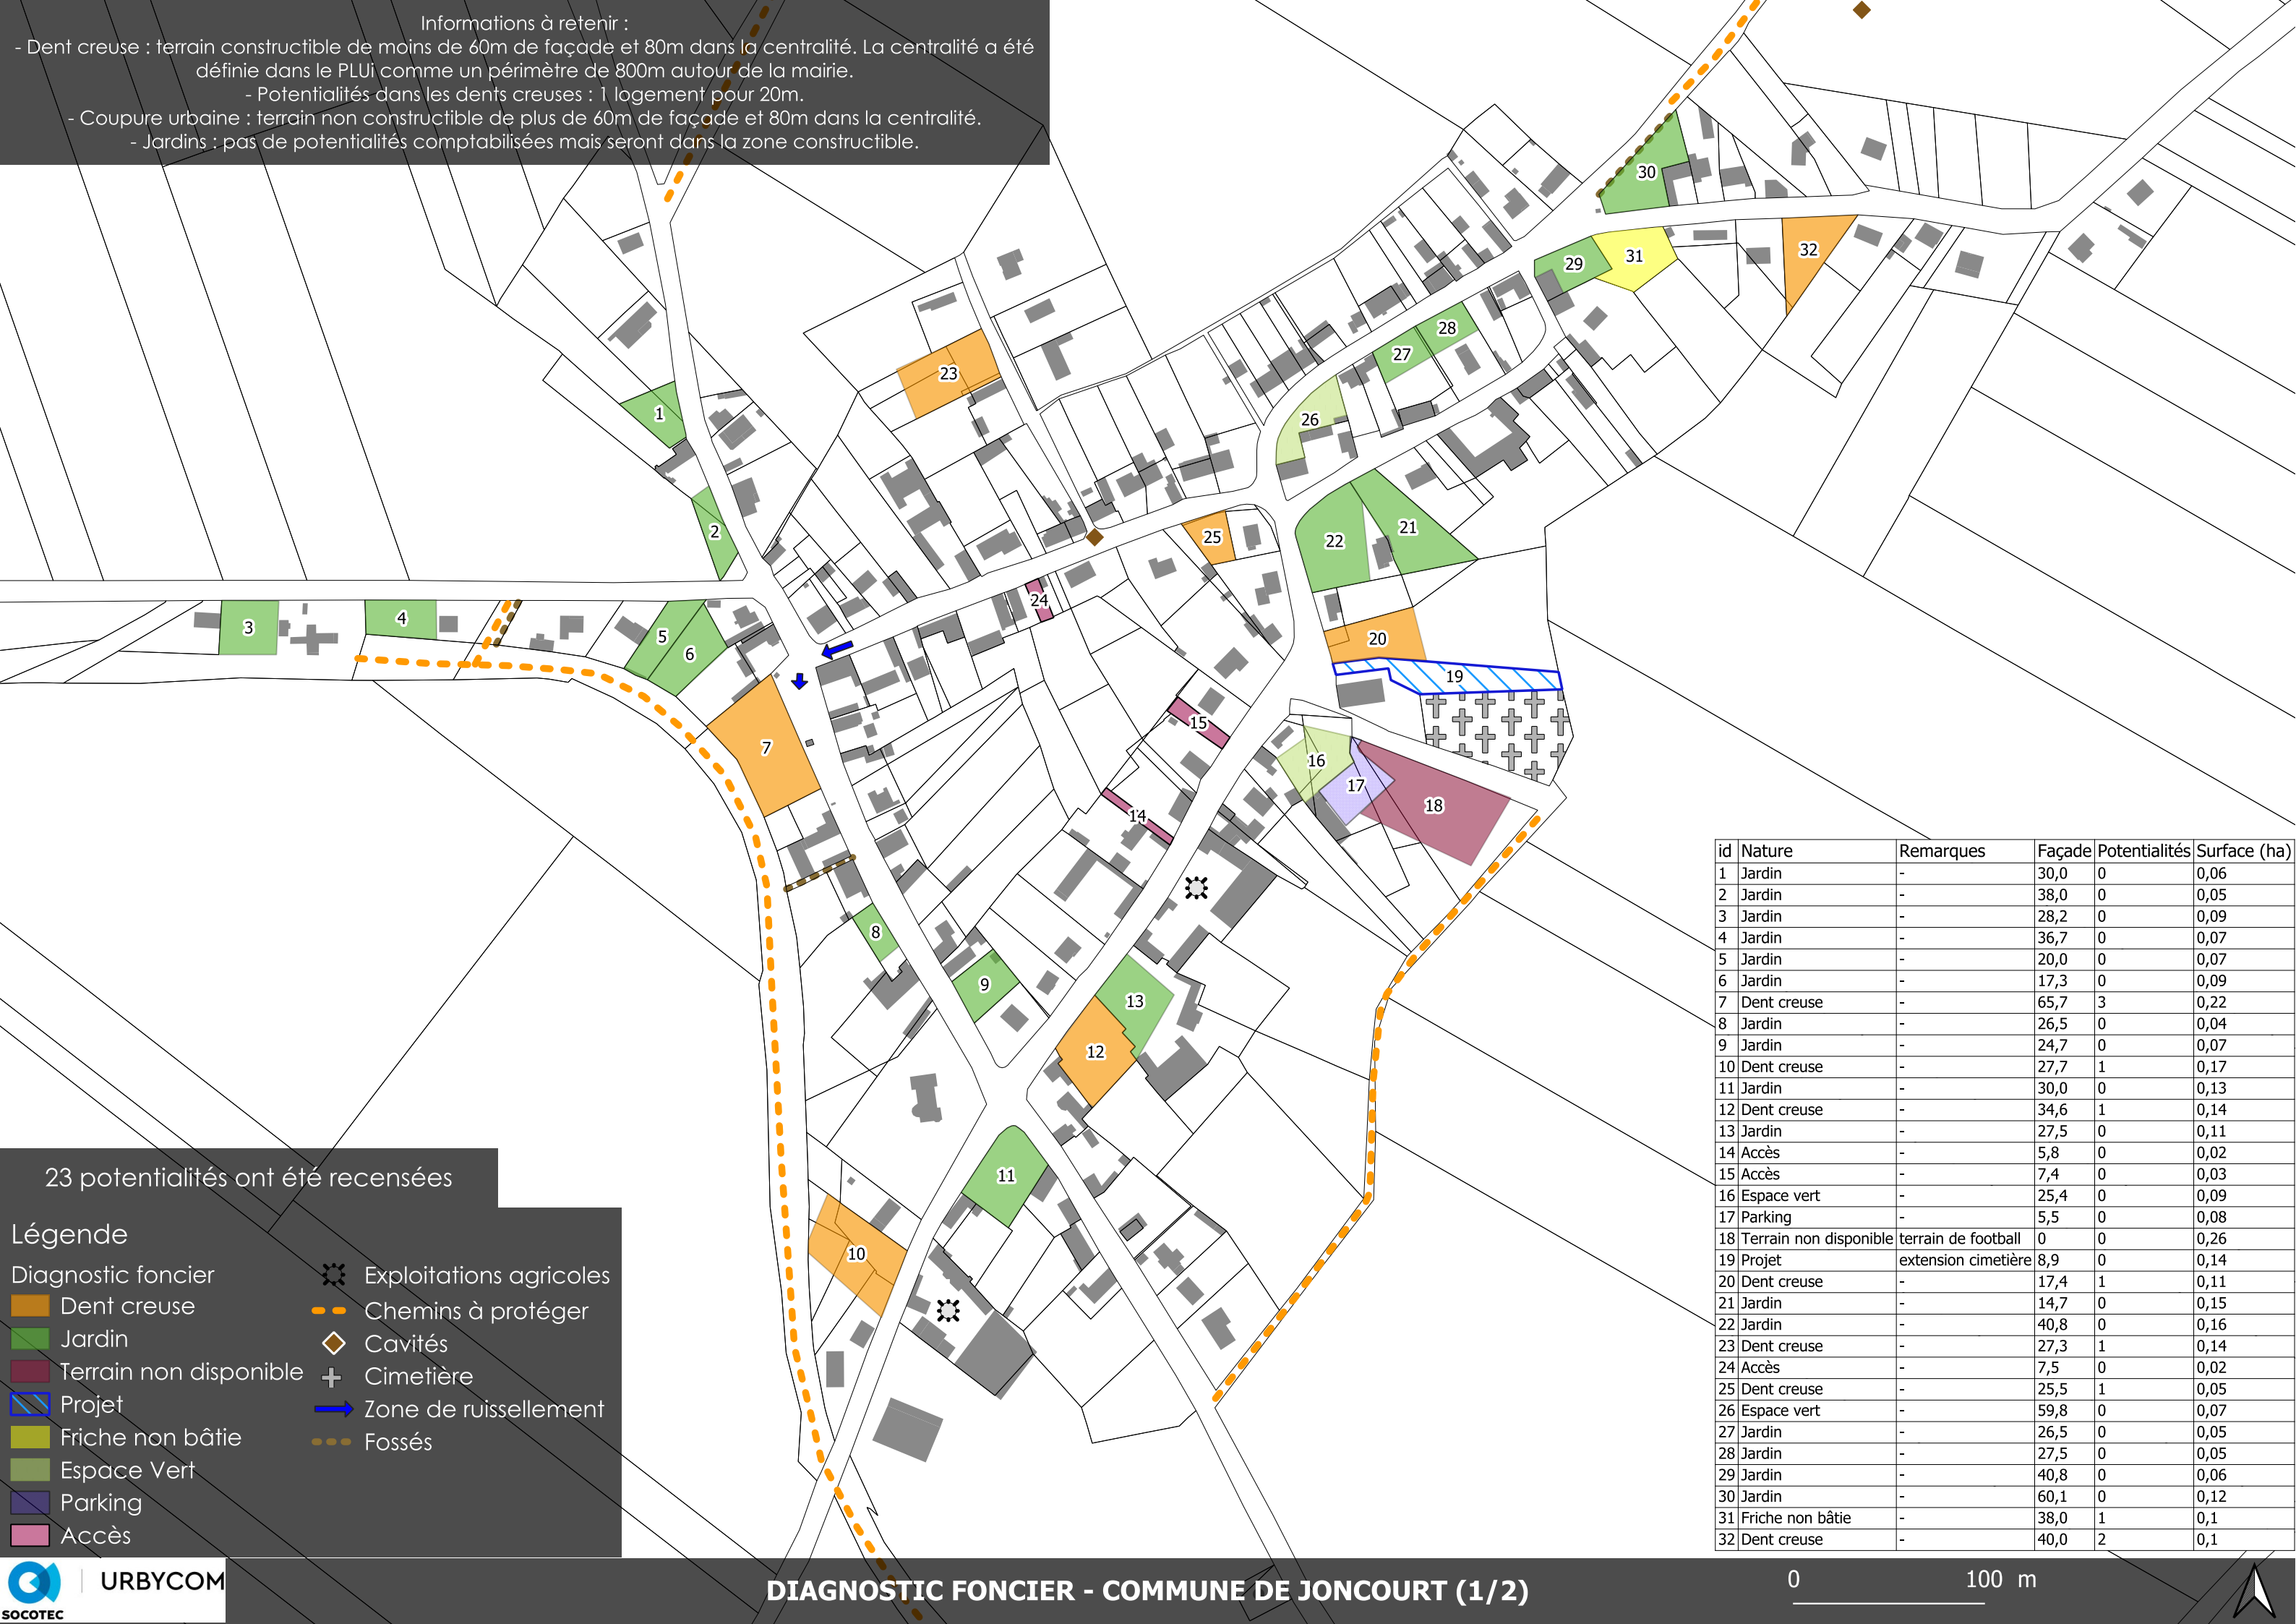 Informations à retenir :
- Dent creuse : terrain constructible de moins de 60m de façade et 80m dans la centralité. La centralité a été
définie dans le PLUi comme un périmètre de 800m autour de la mairie.
- Potentialités dans les dents creuses : 1 logement pour 20m.
- Coupure urbaine : terrain non constructible de plus de 60m de façade et 80m dans la centralité.
- Jardins : pas de potentialités comptabilisées mais seront dans la zone constructible.
30
32
31
29
28
27
23
1
26
2
25
21
22
24
3
4
5
6
20
19
15
7
16
17
18
14
8
9
13
12
11
10
id Nature Remarques Façade Potentialités Surface (ha)
1 Jardin - 30,0 0 0,06
2 Jardin - 38,0 0 0,05
3 Jardin - 28,2 0 0,09
4 Jardin - 36,7 0 0,07
5 Jardin - 20,0 0 0,07
6 Jardin - 17,3 0 0,09
7 Dent creuse - 65,7 3 0,22
8 Jardin - 26,5 0 0,04
9 Jardin - 24,7 0 0,07
10 Dent creuse - 27,7 1 0,17
11 Jardin - 30,0 0 0,13
12 Dent creuse - 34,6 1 0,14
13 Jardin - 27,5 0 0,11
14 Accès - 5,8 0 0,02
15 Accès - 7,4 0 0,03
16 Espace vert - 25,4 0 0,09
17 Parking - 5,5 0 0,08
18 Terrain non disponible terrain de football 0 0 0,26
19 Projet extension cimetière 8,9 0 0,14
20 Dent creuse - 17,4 1 0,11
21 Jardin - 14,7 0 0,15
22 Jardin - 40,8 0 0,16
23 Dent creuse - 27,3 1 0,14
24 Accès - 7,5 0 0,02
25 Dent creuse - 25,5 1 0,05
26 Espace vert - 59,8 0 0,07
27 Jardin - 26,5 0 0,05
28 Jardin - 27,5 0 0,05
29 Jardin - 40,8 0 0,06
30 Jardin - 60,1 0 0,12
31 Friche non bâtie - 38,0 1 0,1
32 Dent creuse - 40,0 2 0,1
23 potentialités ont été recensées
Légende
Diagnostic foncier
Dent creuse
Jardin
Terrain non disponible
Projet
Friche non bâtie
Espace Vert
Parking
Accès
Exploitations agricoles
Chemins à protéger
Cavités
Cimetière
Zone de ruissellement
Fossés
SOCOTEC
URBYCOM
DIAGNOSTIC FONCIER - COMMUNE DE JONCOURT (1/2)
0 100 m